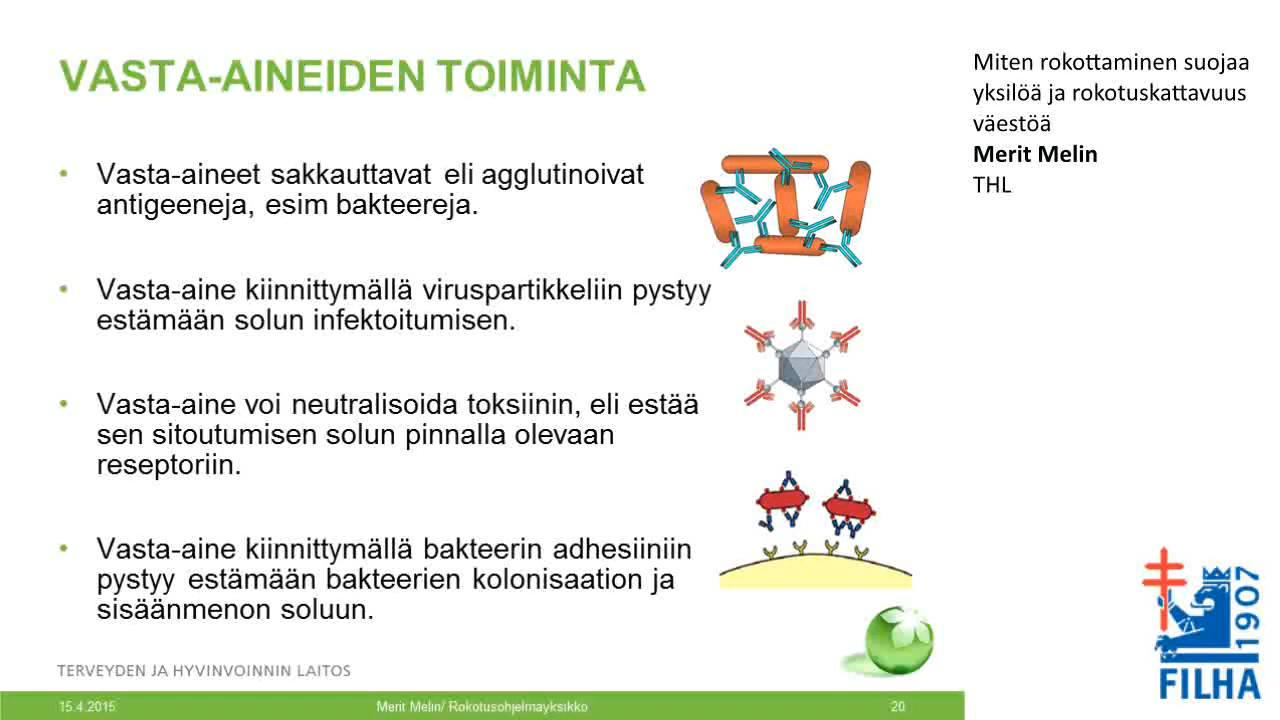 VASTA-AINEIDEN TOIMINTA
• Vasta-aineet sakkauttavat eli agglutinoivat
antigeeneja, esim bakteereja.
• Vasta-aine kiinnittymällä viruspartikkeliin pystyy
estämään solun infektoitumisen.
• Vasta-aine voi neutralisoida toksiinin, eli estää
sen sitoutumisen solun pinnalla olevaan
reseptoriin.
• Vasta-aine kiinnittymällä bakteerin adhesiiniin
pystyy estämään bakteerien kolonisaation ja
sisäänmenon soluun.
TERVEYDEN JA HYVINVOINNIN LAITOS
15.4.2015 Merit Melin/ Rokotusohjelmayksikkö 20
Miten rokottaminen suojaa
yksilöä ja rokotuskattavuus
väestöä
Merit Melin
THL
1907
FILHA